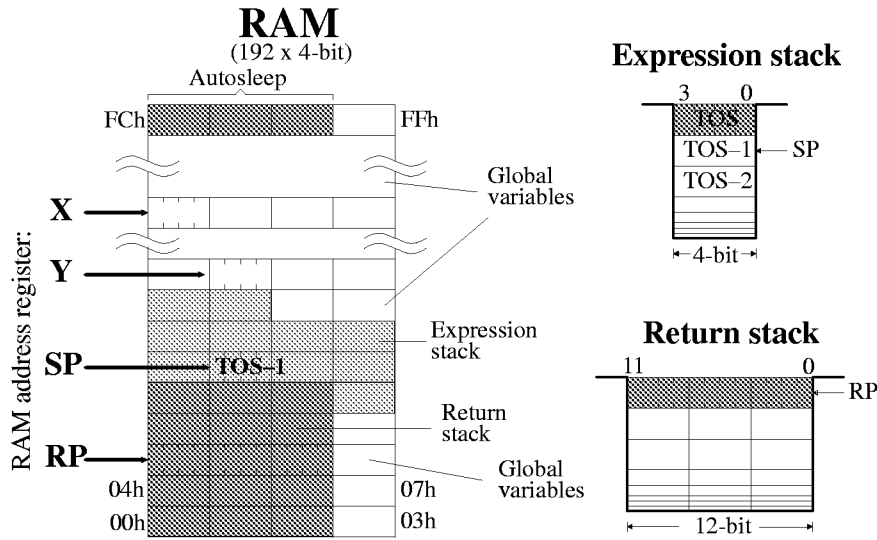 RAM
(192 x 4-bit)
Autosleep
FCh
FFh
Global
variables
X
Y
SP
TOS–1
RP
RAM address register:
Expression
stack
Return
stack
Global
variables
04h
07h
00h
03h
Expression stack
3 0
TOS
TOS–1
SP
TOS–2
4-bit
Return stack
11 0
RP
12-bit